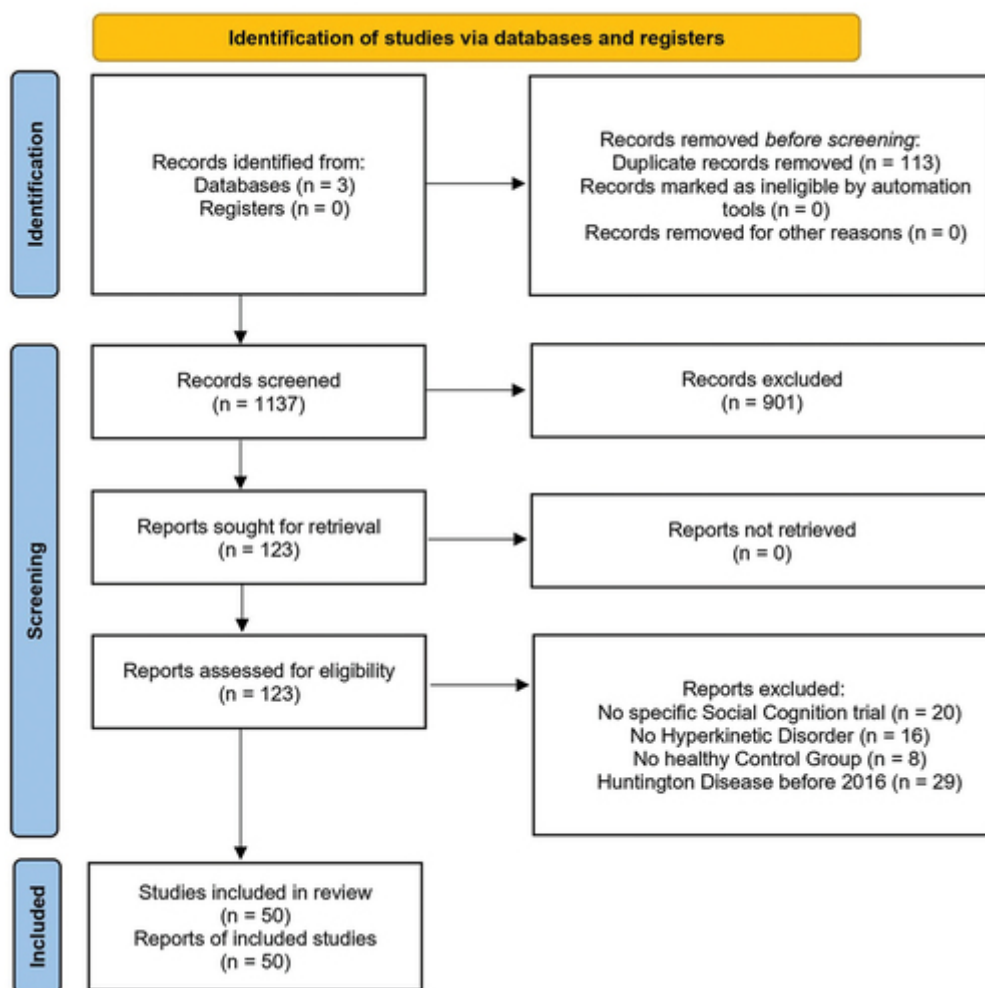 Identification of studies via databases and registers
Identification
Records identified from:
Databases (n = 3)
Registers (n = 0)
Records removed before screening:
Duplicate records removed (n = 113)
Records marked as ineligible by automation
tools (n = 0)
Records removed for other reasons (n = 0)
Screening
Records screened
(n = 1137)
Records excluded
(n = 901)
Reports sought for retrieval
(n = 123)
Reports not retrieved
(n = 0)
Reports assessed for eligibility
(n = 123)
Reports excluded:
No specific Social Cognition trial (n = 20)
No Hyperkinetic Disorder (n = 16)
No healthy Control Group (n = 8)
Huntington Disease before 2016 (n = 29)
Included
Studies included in review
(n = 50)
Reports of included studies
(n = 50)